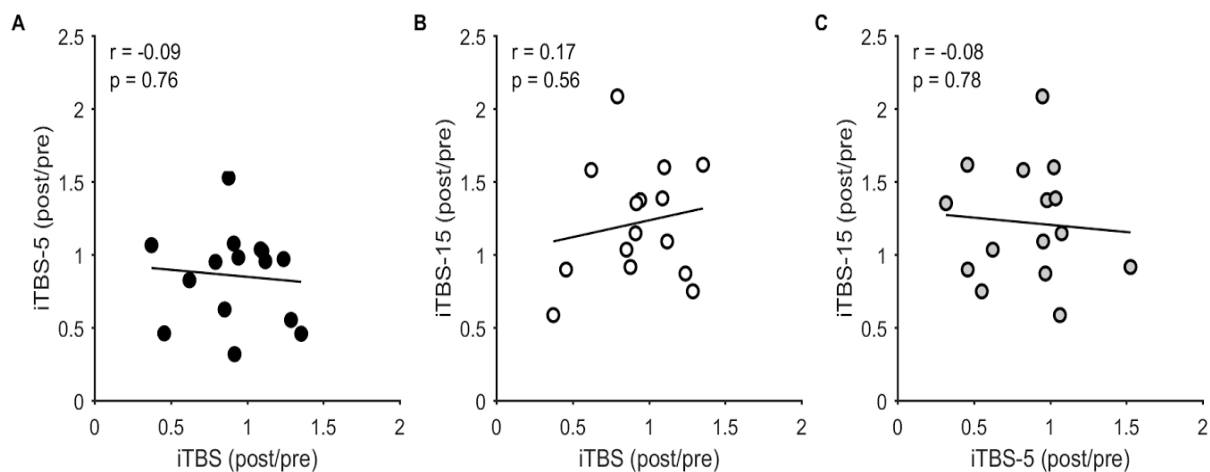 A
r = -0.09
p = 0.76
iTBS-5 (post/pre)
2.5
2
1.5
1
0.5
0
0
0.5
1
1.5
2
iTBS (post/pre)
B
r = 0.17
p = 0.56
iTBS-15 (post/pre)
2.5
2
1.5
1
0.5
0
0
0.5
1
1.5
2
iTBS (post/pre)
C
r = -0.08
p = 0.78
iTBS-15 (post/pre)
2.5
2
1.5
1
0.5
0
0
0.5
1
1.5
2
iTBS-5 (post/pre)